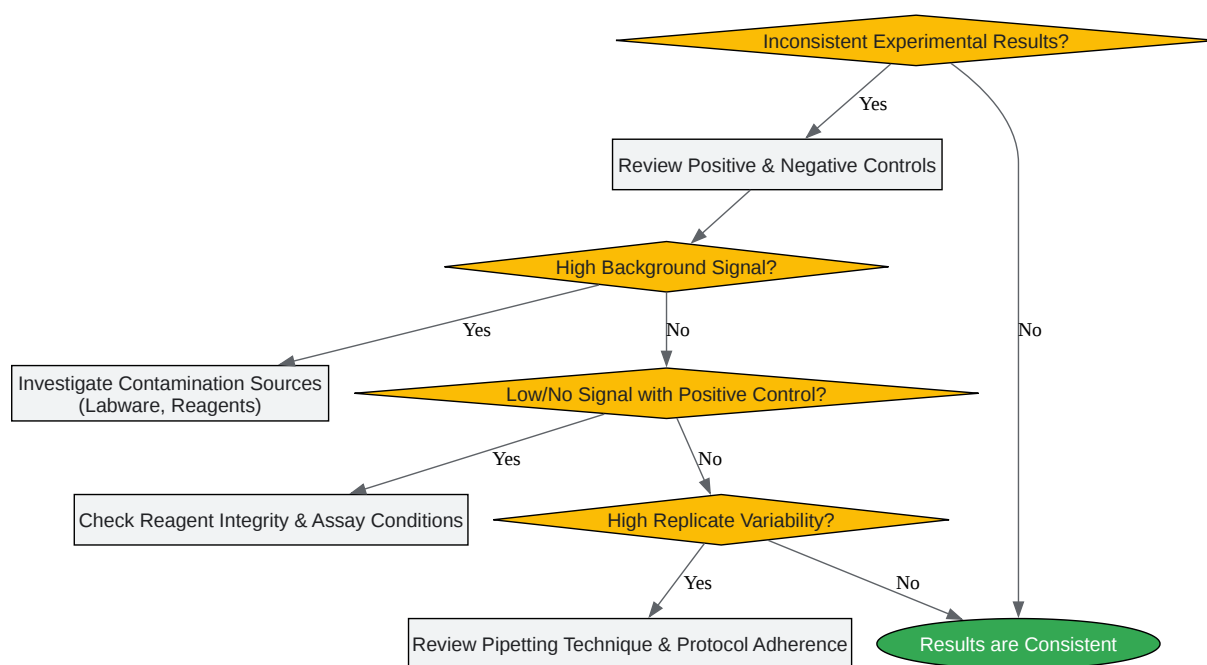 Inconsistent Experimental Results?
Yes
Review Positive & Negative Controls
High Background Signal?
Yes
No
No
Investigate Contamination Sources
(Labware, Reagents)
Low/No Signal with Positive Control?
Yes
No
Check Reagent Integrity & Assay Conditions
High Replicate Variability?
Yes
No
Review Pipetting Technique & Protocol Adherence
Results are Consistent